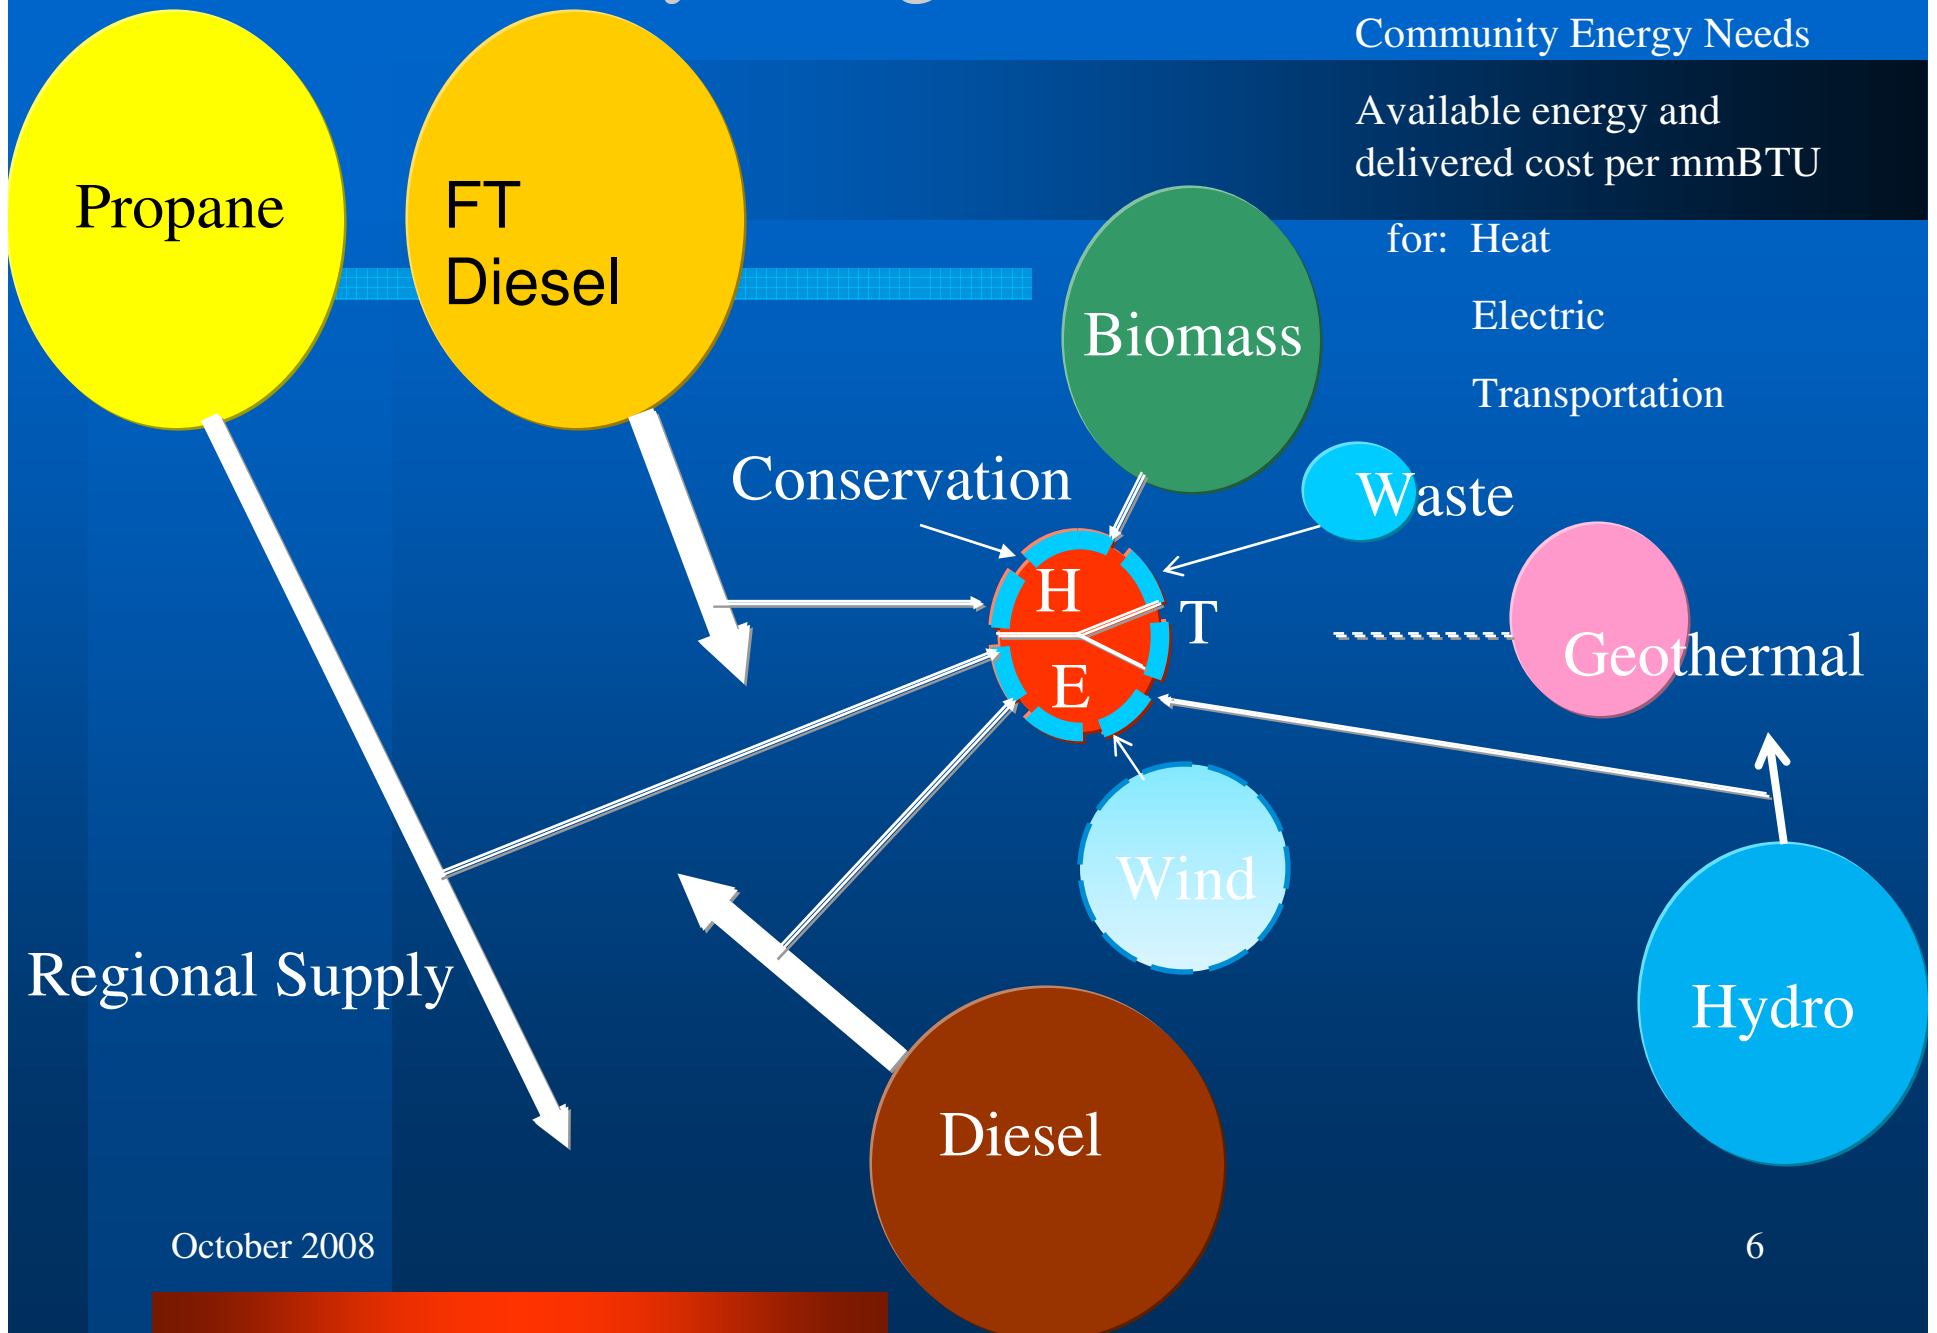 Community Energy Needs
Available energy and
delivered cost per mmBTU
for: Heat
Electric
Transportation
Propane
FT
Diesel
Biomass
Conservation
Waste
H
T
E
Geothermal
Wind
Regional Supply
Hydro
Diesel
October 2008
6